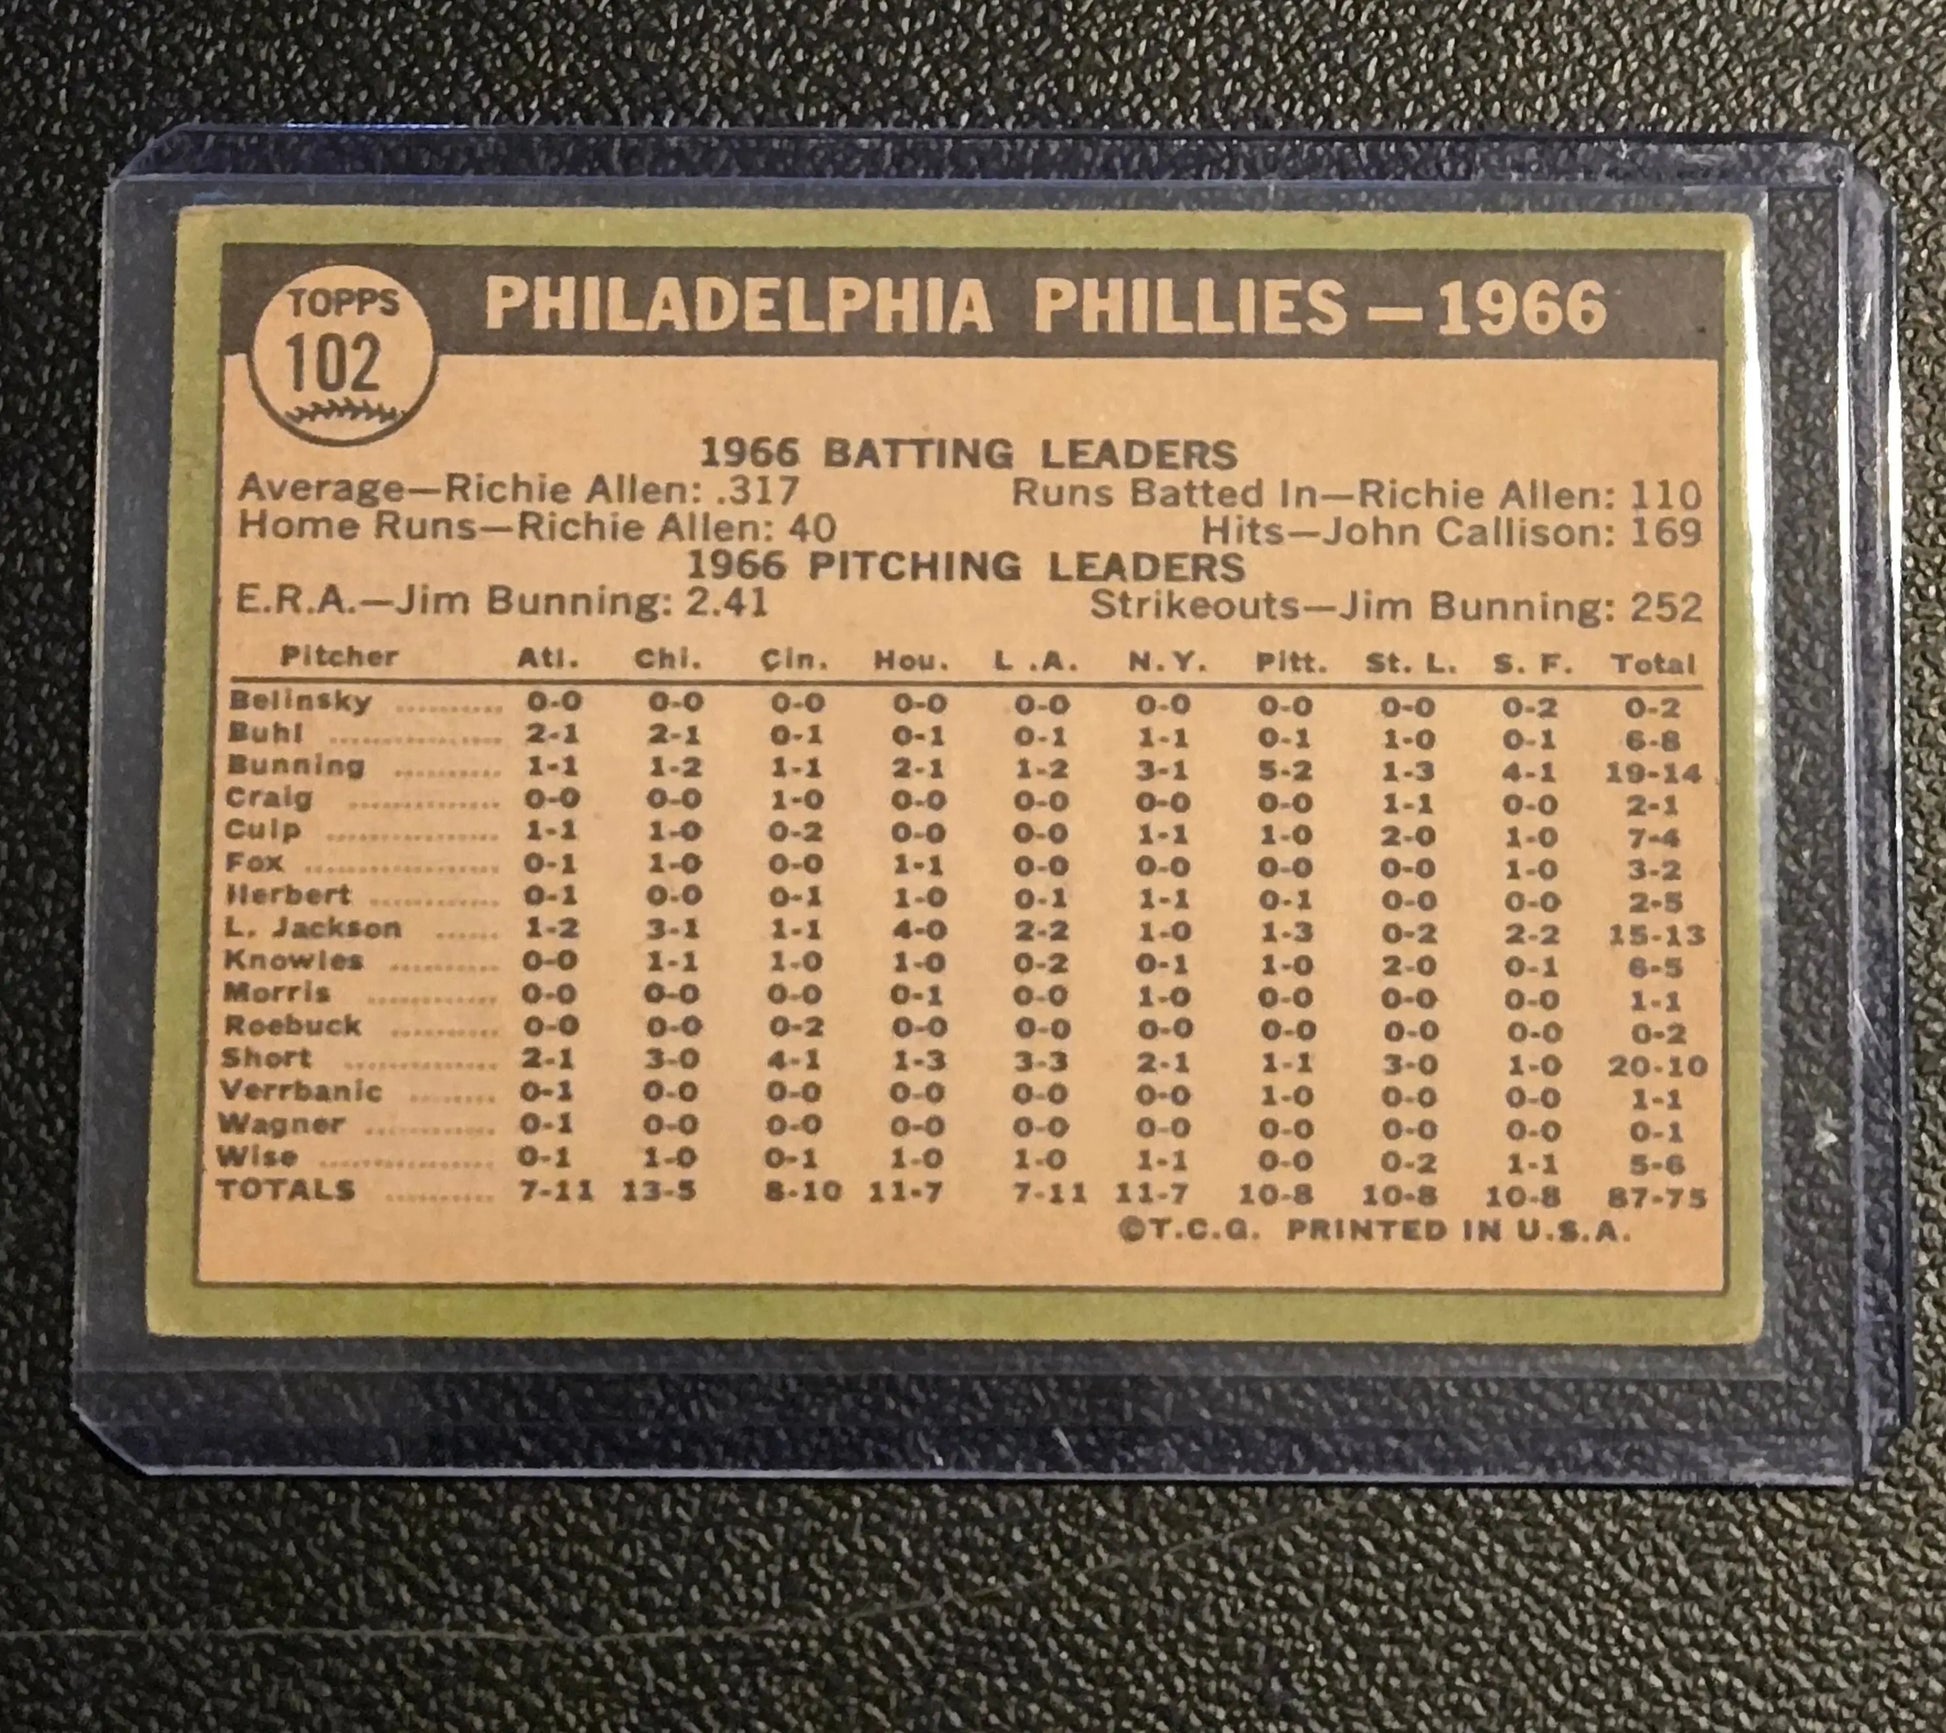 TOPPS
102
PHILADELPHIA PHILLIES — 1966
1966 BATTING LEADERS
Average—Richie Allen: .317 Runs Batted In—Richie Allen: 110
Home Runs—Richie Allen: 40 Hits—John Callison: 169
1966 PITCHING LEADERS
E.R.A.—Jim Bunning: 2.41 Strikeouts—Jim Bunning: 252
Pitcher Atl. Chi. Cin. Hou. L .A. N.Y. Pitt. St. L. S. F. Total
Belinsky .......... 0-0 0-0 0-0 0-0 0-0 0-0 0-0 0-0 0-2 0-2
Buhl ................ 2-1 2-1 0-1 0-1 0-1 1-1 0-1 1-0 0-1 6-8
Bunning .......... 1-1 1-2 1-1 2-1 1-2 3-1 5-2 1-3 4-1 19-14
Craig .............. 0-0 0-0 1-0 0-0 0-0 0-0 0-0 1-1 0-0 2-1
Culp ................ 1-1 1-0 0-2 0-0 0-0 1-1 1-0 2-0 1-0 7-4
Fox .................. 0-1 1-0 0-0 1-1 0-0 0-0 0-0 0-0 1-0 3-2
Herbert ............ 0-1 0-0 0-1 1-0 0-1 1-1 0-1 0-0 0-0 2-5
L. Jackson ...... 1-2 3-1 1-1 4-0 2-2 1-0 1-3 0-2 2-2 15-13
Knowles .......... 0-0 1-1 1-0 1-0 0-2 0-1 1-0 2-0 0-1 6-5
Morris ............ 0-0 0-0 0-0 0-1 0-0 1-0 0-0 0-0 0-0 1-1
Roebuck .......... 0-0 0-0 0-2 0-0 0-0 0-0 0-0 0-0 0-0 0-2
Short .............. 2-1 3-0 4-1 1-3 3-3 2-1 1-1 3-0 1-0 20-10
Verrbanic ........ 0-1 0-0 0-0 0-0 0-0 0-0 1-0 0-0 0-0 1-1
Wagner ............ 0-1 0-0 0-0 0-0 0-0 0-0 0-0 0-0 0-0 0-1
Wise ................ 0-1 1-0 0-1 1-0 1-0 1-1 0-0 0-2 1-1 5-6
TOTALS .......... 7-11 13-5 8-10 11-7 7-11 11-7 10-8 10-8 10-8 87-75
©T.C.G. PRINTED IN U.S.A.